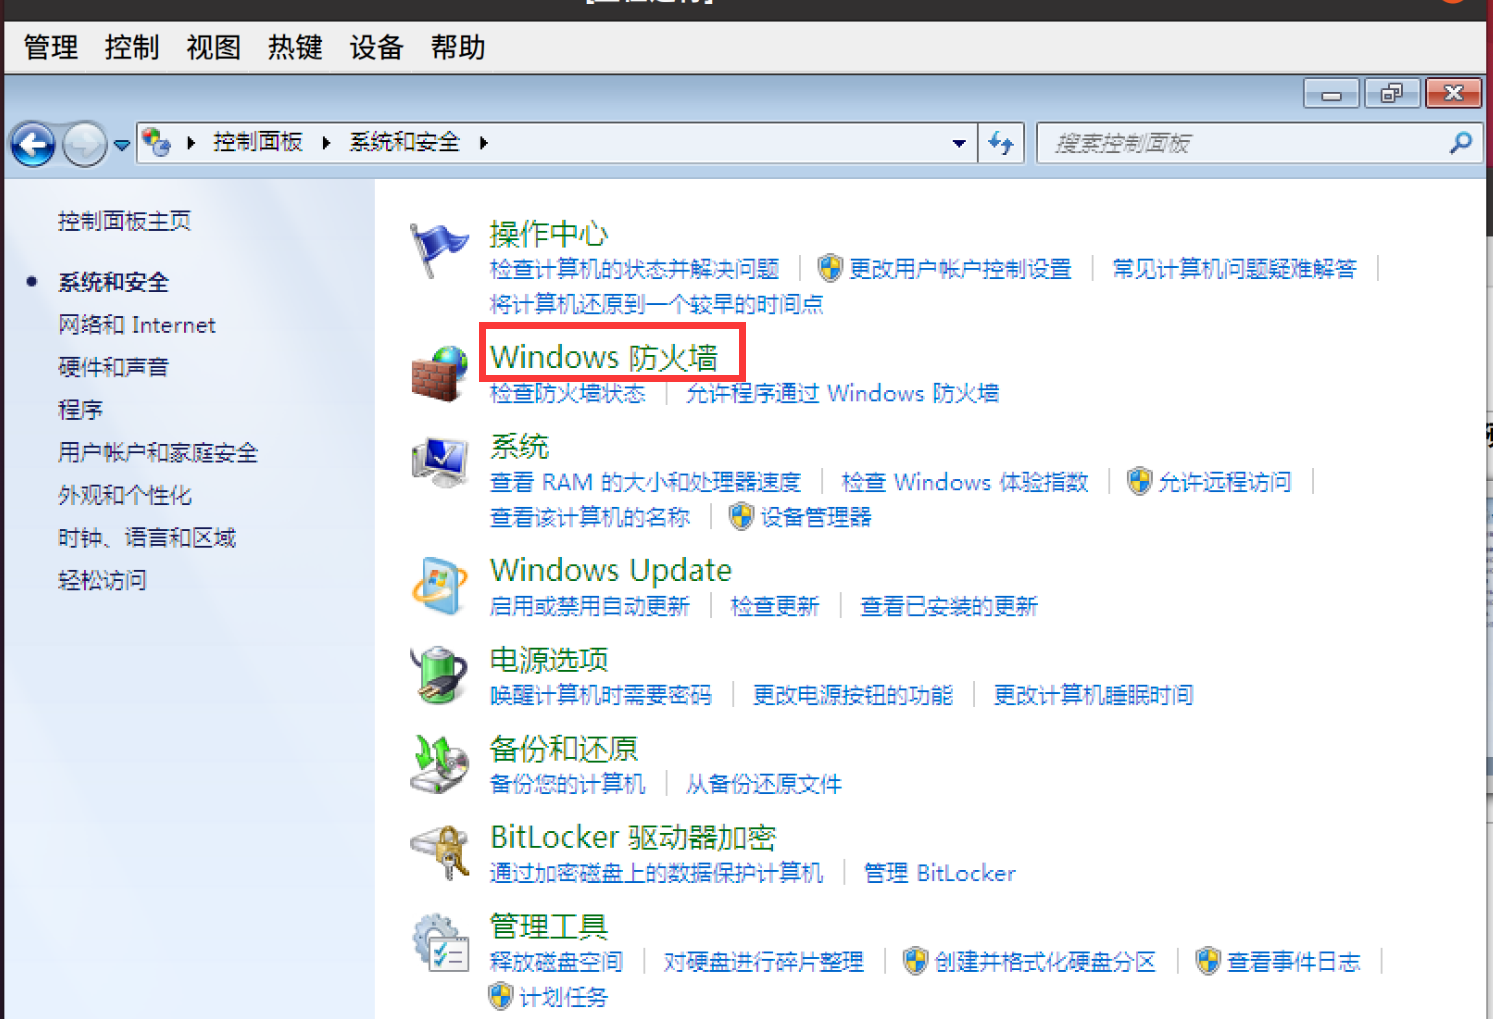 管理 控制 视图 热键 设备 帮助
控制面板 系统和安全
搜索控制面板
控制面板主页
系统和安全
网络和 Internet
硬件和声音
程序
用户帐户和家庭安全
外观和个性化
时钟、语言和区域
轻松访问
操作中心
检查计算机的状态并解决问题 更改用户帐户控制设置 常见计算机问题疑难解答
将计算机还原到一个较早的时间点
Windows 防火墙
检查防火墙状态 允许程序通过 Windows 防火墙
系统
查看 RAM 的大小和处理器速度 检查 Windows 体验指数 允许远程访问
查看该计算机的名称 设备管理器
Windows Update
启用或禁用自动更新 检查更新 查看已安装的更新
电源选项
唤醒计算机时需要密码 更改电源按钮的功能 更改计算机睡眠时间
备份和还原
备份您的计算机 从备份还原文件
BitLocker 驱动器加密
通过加密磁盘上的数据保护计算机 管理 BitLocker
管理工具
释放磁盘空间 对硬盘进行碎片整理 创建并格式化硬盘分区 查看事件日志
计划任务